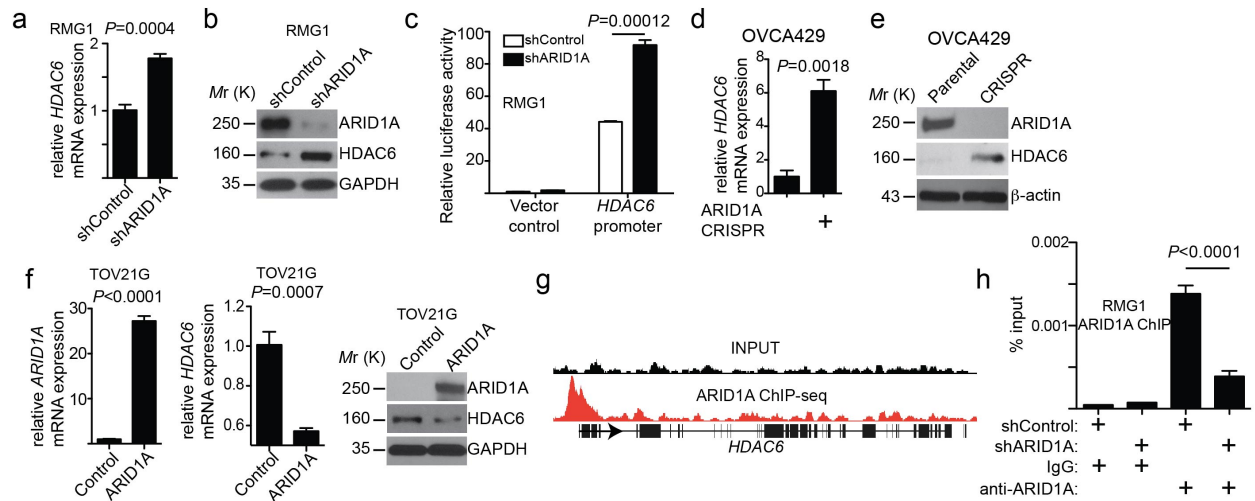 a
RMG1
P=0.0004
relative HDAC6
mRNA expression
2
1
0
shControl
shARID1A
b
RMG1
Mr (K)
shControl
shARID1A
250
ARID1A
160
HDAC6
35
GAPDH
c
P=0.00012
Relative luciferase activity
100
80
60
40
20
shControl
shARID1A
RMG1
Vector
control
HDAC6
promoter
d
OVCA429
P=0.0018
relative HDAC6
mRNA expression
8
6
4
2
0
ARID1A
CRISPR
+
e
OVCA429
Mr (K)
Parental
CRISPR
250
ARID1A
160
HDAC6
43
β-actin
f
TOV21G
P<0.0001
relative ARID1A
mRNA expression
30
20
10
0
Control
ARID1A
TOV21G
P=0.0007
relative HDAC6
mRNA expression
1.2
1.0
0.8
0.6
Control
ARID1A
TOV21G
Mr (K)
Control
ARID1A
250
ARID1A
160
HDAC6
35
GAPDH
g
INPUT
ARID1A ChIP-seq
HDAC6
h
P<0.0001
RMG1
ARID1A ChIP
% input
0.002
0.001
0
shControl: + +
shARID1A: + +
IgG: + +
anti-ARID1A: + +